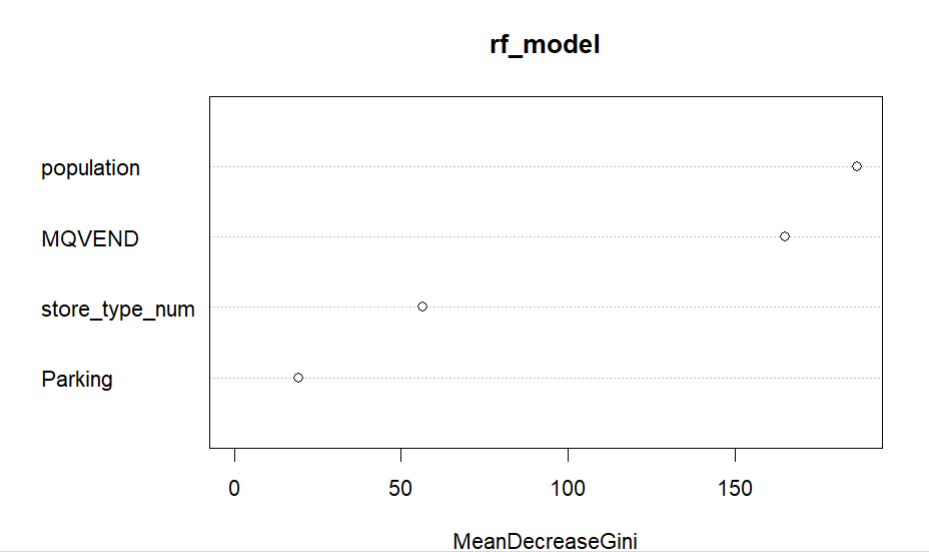 rf_model
population
MQVEND
store_type_num
Parking
0 50 100 150
MeanDecreaseGini